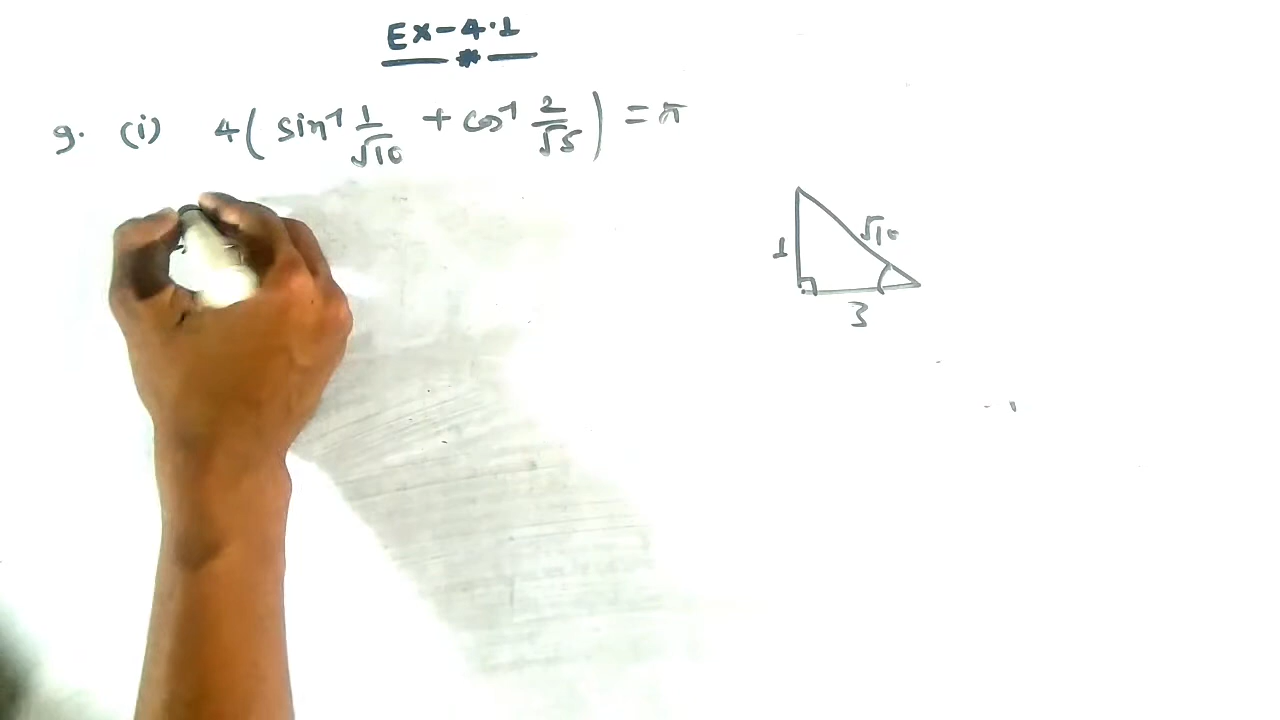 Ex-4.1
9. (i) 4( sin⁻¹ 1/√10 + cos⁻¹ 2/√5 ) = π
√10
1
3